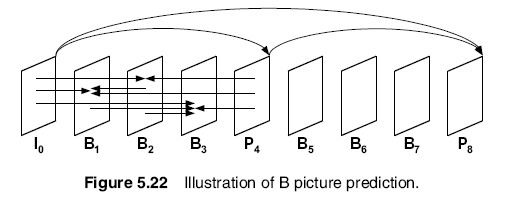 I0 B1 B2 B3 P4 B5 B6 B7 P8
Figure 5.22 Illustration of B picture prediction.